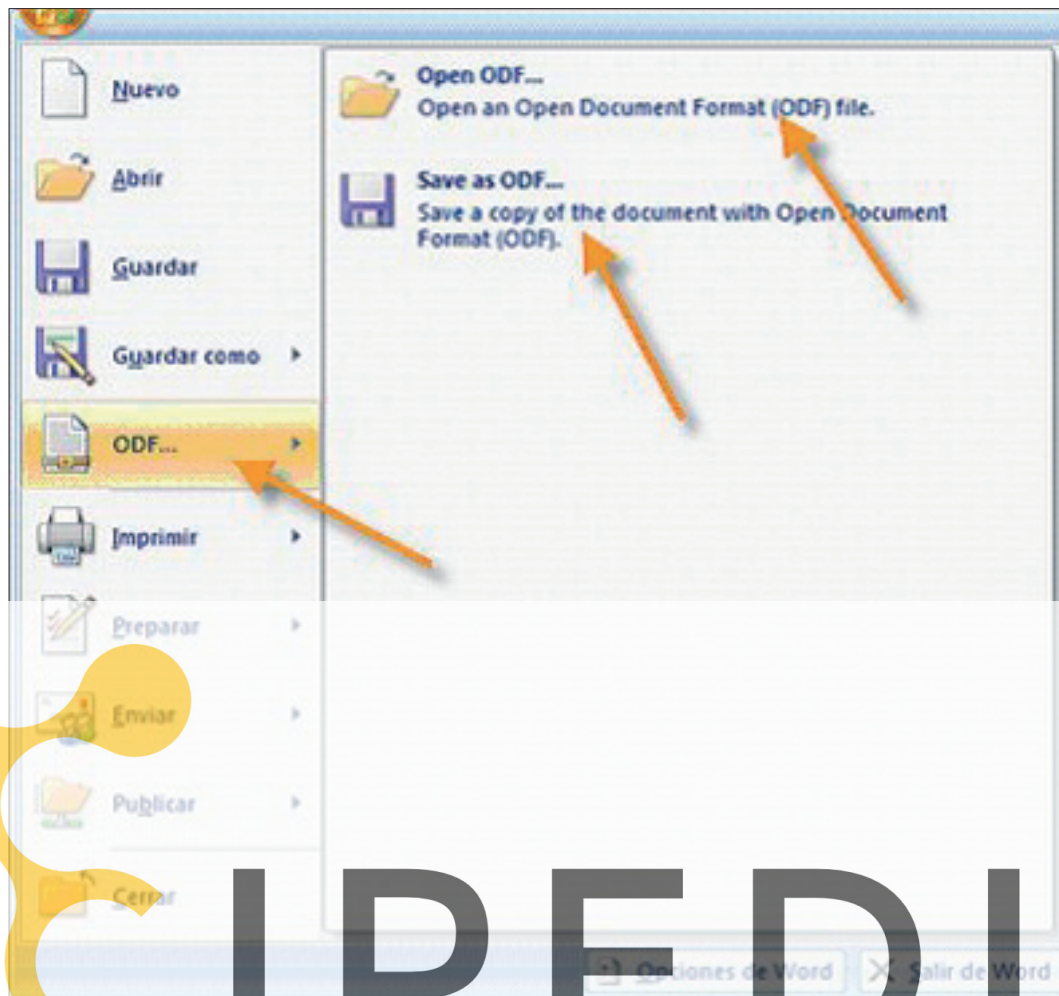 Nuevo
Abrir
Guardar
Guardar como
ODF...
Imprimir
Preparar
Enviar
Publicar
Cerrar
Open ODF...
Open an Open Document Format (ODF) file.
Save as ODF...
Save a copy of the document with Open Document
Format (ODF).
Opciones de Word
Salir de Word